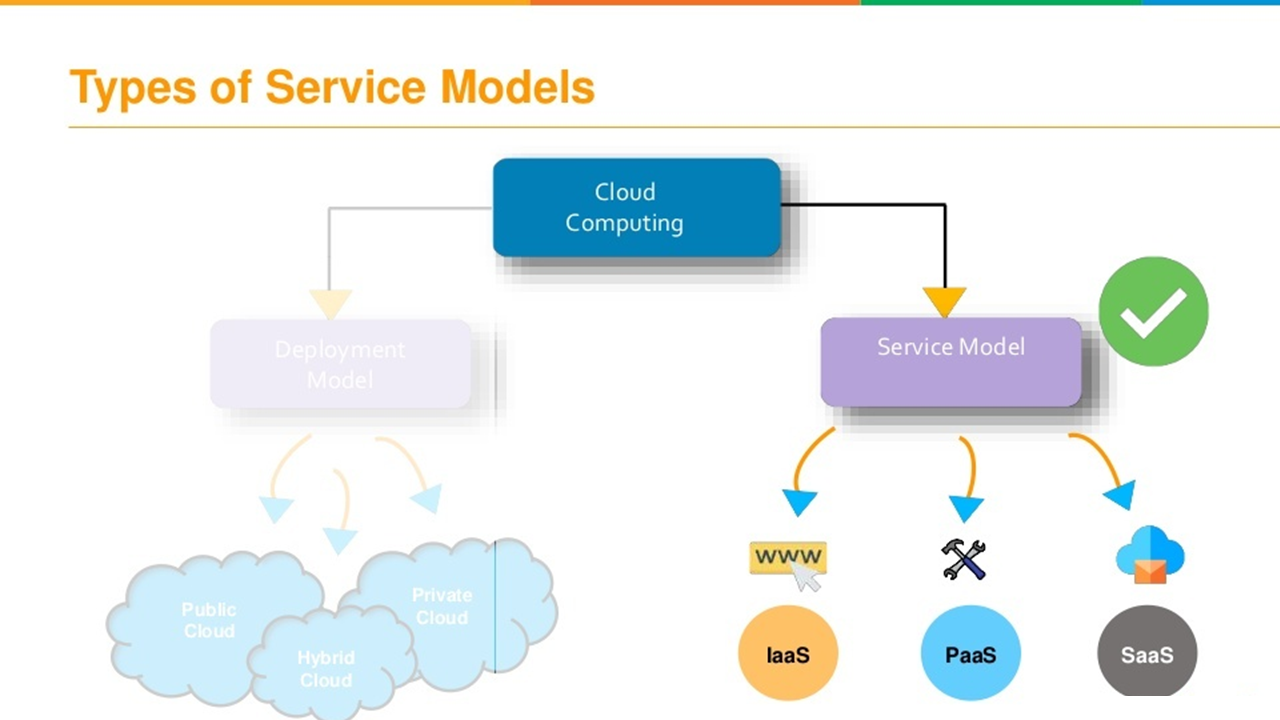 Types of Service Models
Cloud
Computing
Deployment
Model
Service Model
Public
Cloud
Hybrid
Cloud
Private
Cloud
WWW
IaaS
PaaS
SaaS